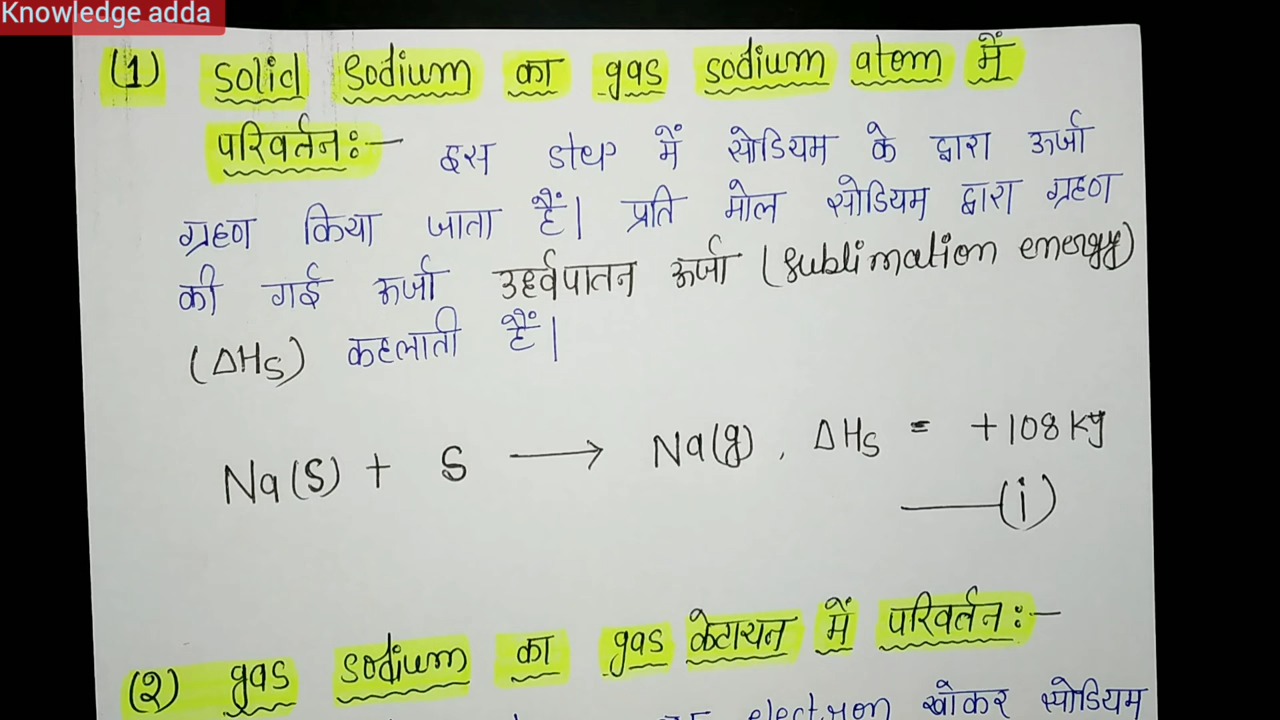 Knowledge adda
(1) Solid Sodium का gas sodium atom में
परिवर्तन:- इस step में सोडियम के द्वारा ऊर्जा
ग्रहण किया जाता हैं। प्रति मोल सोडियम द्वारा ग्रहण
की गई ऊर्जा उर्ध्वपातन ऊर्जा (Sublimation energy)
(ΔHs) कहलाती हैं।
Na(s) + S ⟶ Na(g), ΔHs = +108 kj
——(i)
(2) gas sodium का gas केटायन में परिवर्तन:-
electron खोकर सोडियम